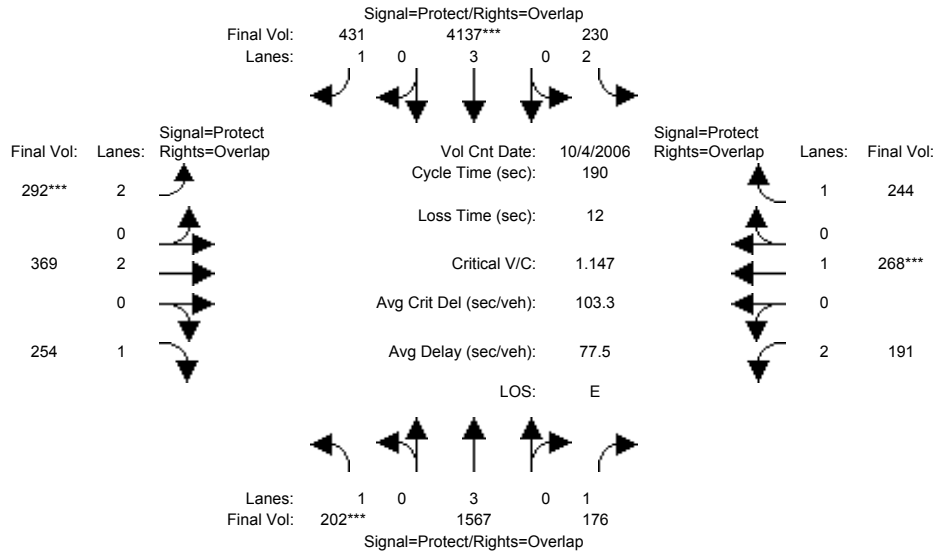 Signal=Protect/Rights=Overlap
Final Vol: 431 4137*** 230
Lanes: 1 0 3 0 2
Signal=Protect
Final Vol: Lanes: Rights=Overlap
Vol Cnt Date: 10/4/2006
Signal=Protect
Rights=Overlap Lanes: Final Vol:
Cycle Time (sec): 190
292*** 2
1 244
Loss Time (sec): 12
0
0
369 2
Critical V/C: 1.147
1 268***
0
Avg Crit Del (sec/veh): 103.3
0
254 1
Avg Delay (sec/veh): 77.5
2 191
LOS: E
Lanes: 1 0 3 0 1
Final Vol: 202*** 1567 176
Signal=Protect/Rights=Overlap